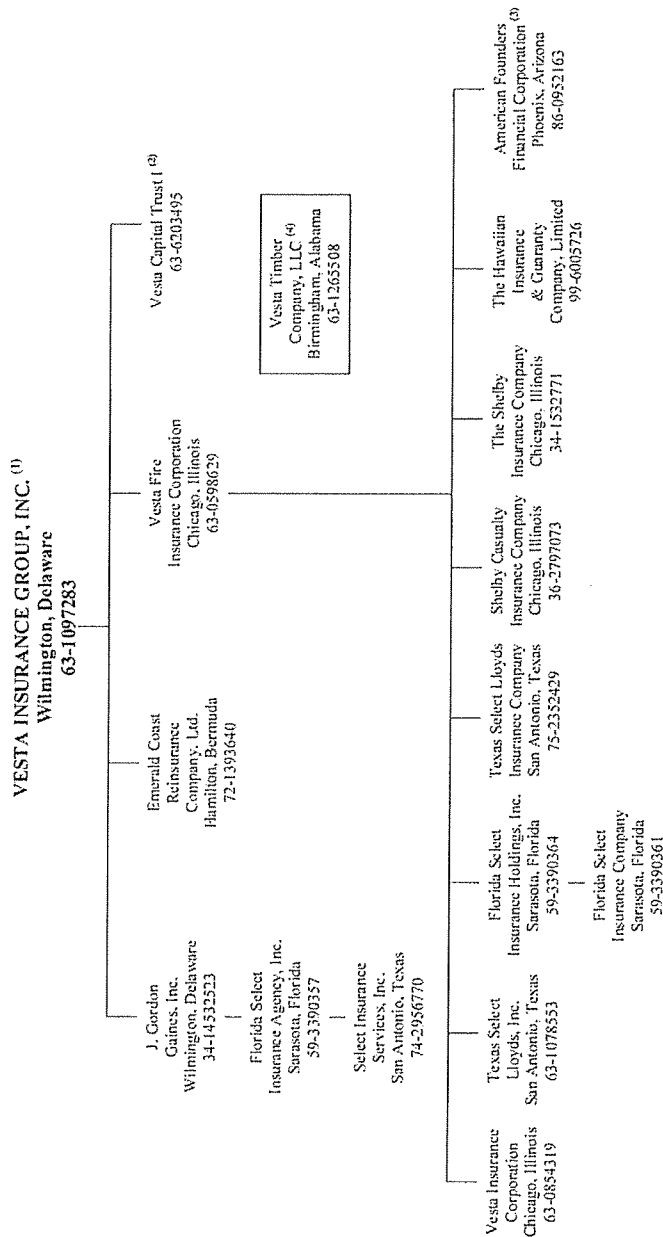 VESTA INSURANCE GROUP, INC. (1)
Wilmington, Delaware
63-1097283
J. Gordon
Gaines, Inc.
Wilmington, Delaware
34-14532523
Florida Select
Insurance Agency, Inc.
Sarasota, Florida
59-3390357
Select Insurance
Services, Inc.
San Antonio, Texas
74-2956770
Emerald Coast
Reinsurance
Company, Ltd.
Hamilton, Bermuda
72-1393640
Vesta Fire
Insurance Corporation
Chicago, Illinois
63-0598629
Vesta Capital Trust I (2)
63-6203495
Vesta Timber
Company, LLC (4)
Birmingham, Alabama
63-1265508
Vesta Insurance
Corporation
Chicago, Illinois
63-0854319
Texas Select
Lloyds, Inc.
San Antonio, Texas
63-1078553
Florida Select
Insurance Holdings, Inc.
Sarasota, Florida
59-3390364
Florida Select
Insurance Company
Sarasota, Florida
59-3390361
Texas Select Lloyds
Insurance Company
San Antonio, Texas
75-2352429
Shelby Casualty
Insurance Company
Chicago, Illinois
36-2797073
The Shelby
Insurance Company
Chicago, Illinois
34-1532771
The Hawaiian
Insurance
& Guaranty
Company, Limited
99-6005726
American Founders
Financial Corporation (3)
Phoenix, Arizona
86-0952163